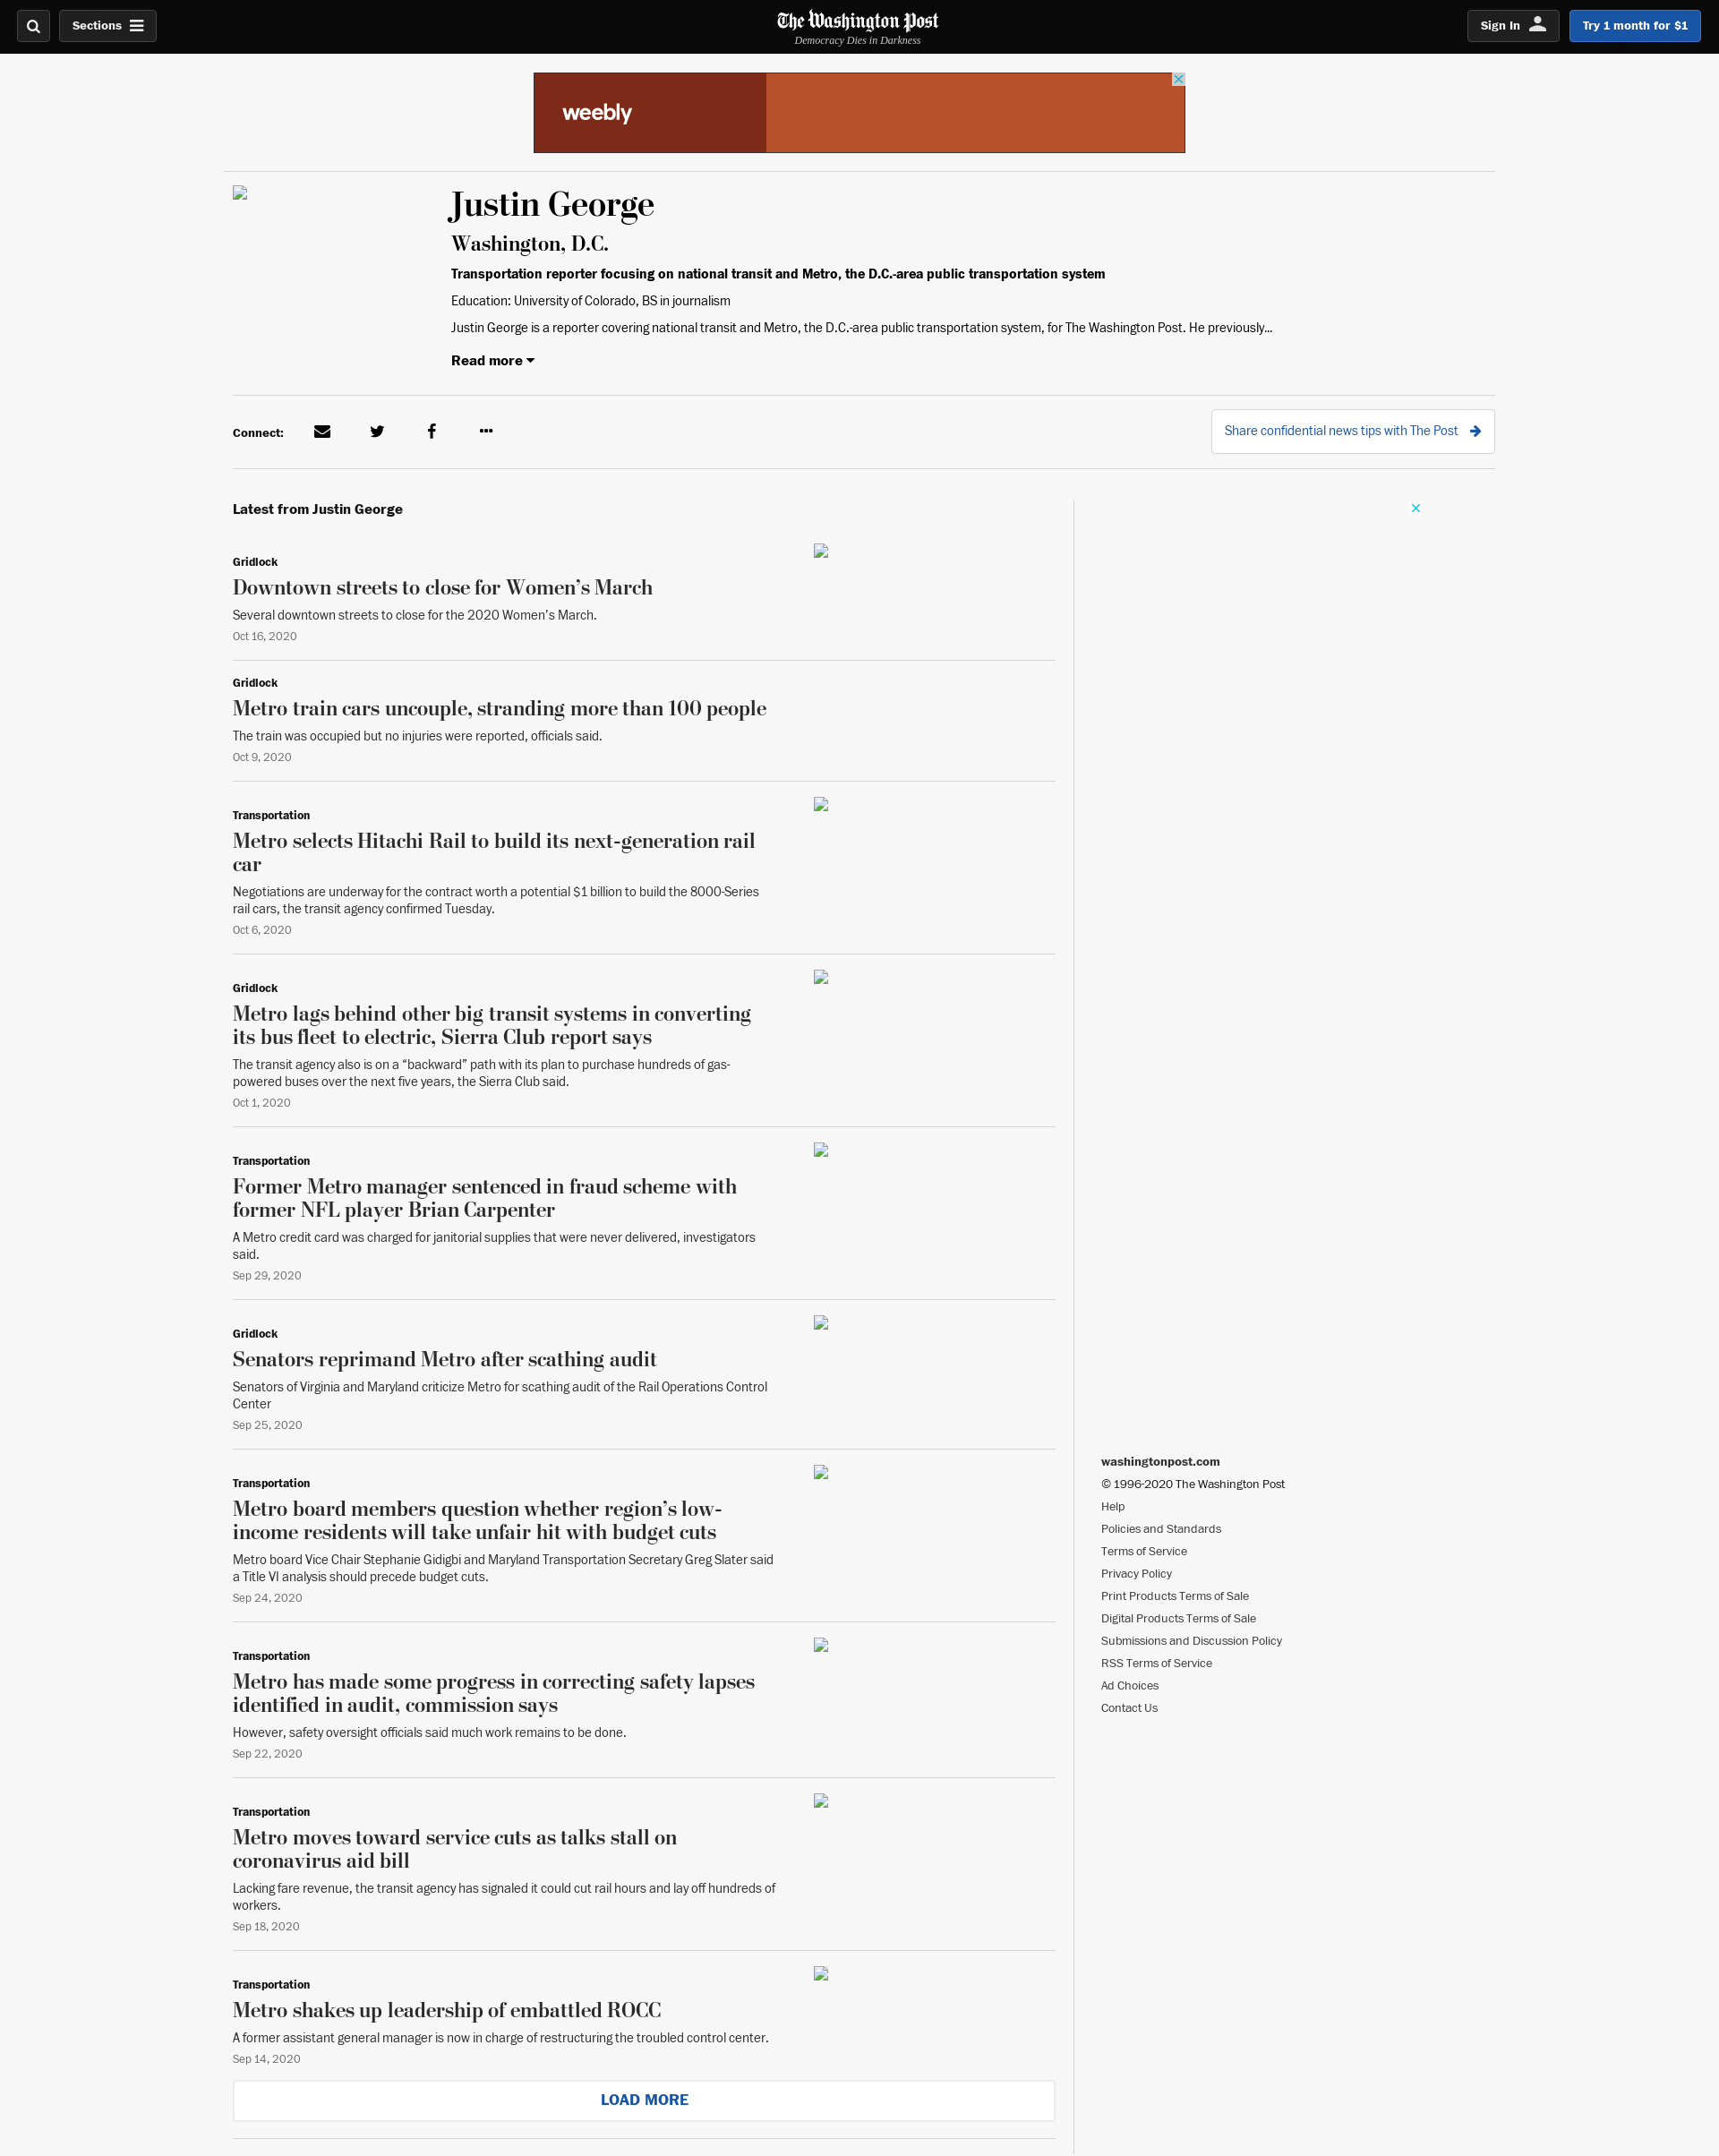 Sections
The Washington Post
Democracy Dies in Darkness
Sign In
Try 1 month for $1
weebly
Justin George
Washington, D.C.
Transportation reporter focusing on national transit and Metro, the D.C.-area public transportation system
Education: University of Colorado, BS in journalism
Justin George is a reporter covering national transit and Metro, the D.C.-area public transportation system, for The Washington Post. He previously...
Read more
Connect:
Share confidential news tips with The Post
Latest from Justin George
Gridlock
Downtown streets to close for Women’s March
Several downtown streets to close for the 2020 Women’s March.
Oct 16, 2020
Gridlock
Metro train cars uncouple, stranding more than 100 people
The train was occupied but no injuries were reported, officials said.
Oct 9, 2020
Transportation
Metro selects Hitachi Rail to build its next-generation rail
car
Negotiations are underway for the contract worth a potential $1 billion to build the 8000-Series
rail cars, the transit agency confirmed Tuesday.
Oct 6, 2020
Gridlock
Metro lags behind other big transit systems in converting
its bus fleet to electric, Sierra Club report says
The transit agency also is on a “backward” path with its plan to purchase hundreds of gas-
powered buses over the next five years, the Sierra Club said.
Oct 1, 2020
Transportation
Former Metro manager sentenced in fraud scheme with
former NFL player Brian Carpenter
A Metro credit card was charged for janitorial supplies that were never delivered, investigators
said.
Sep 29, 2020
Gridlock
Senators reprimand Metro after scathing audit
Senators of Virginia and Maryland criticize Metro for scathing audit of the Rail Operations Control
Center
Sep 25, 2020
Transportation
Metro board members question whether region’s low-
income residents will take unfair hit with budget cuts
Metro board Vice Chair Stephanie Gidigbi and Maryland Transportation Secretary Greg Slater said
a Title VI analysis should precede budget cuts.
Sep 24, 2020
Transportation
Metro has made some progress in correcting safety lapses
identified in audit, commission says
However, safety oversight officials said much work remains to be done.
Sep 22, 2020
Transportation
Metro moves toward service cuts as talks stall on
coronavirus aid bill
Lacking fare revenue, the transit agency has signaled it could cut rail hours and lay off hundreds of
workers.
Sep 18, 2020
Transportation
Metro shakes up leadership of embattled ROCC
A former assistant general manager is now in charge of restructuring the troubled control center.
Sep 14, 2020
LOAD MORE
washingtonpost.com
© 1996-2020 The Washington Post
Help
Policies and Standards
Terms of Service
Privacy Policy
Print Products Terms of Sale
Digital Products Terms of Sale
Submissions and Discussion Policy
RSS Terms of Service
Ad Choices
Contact Us